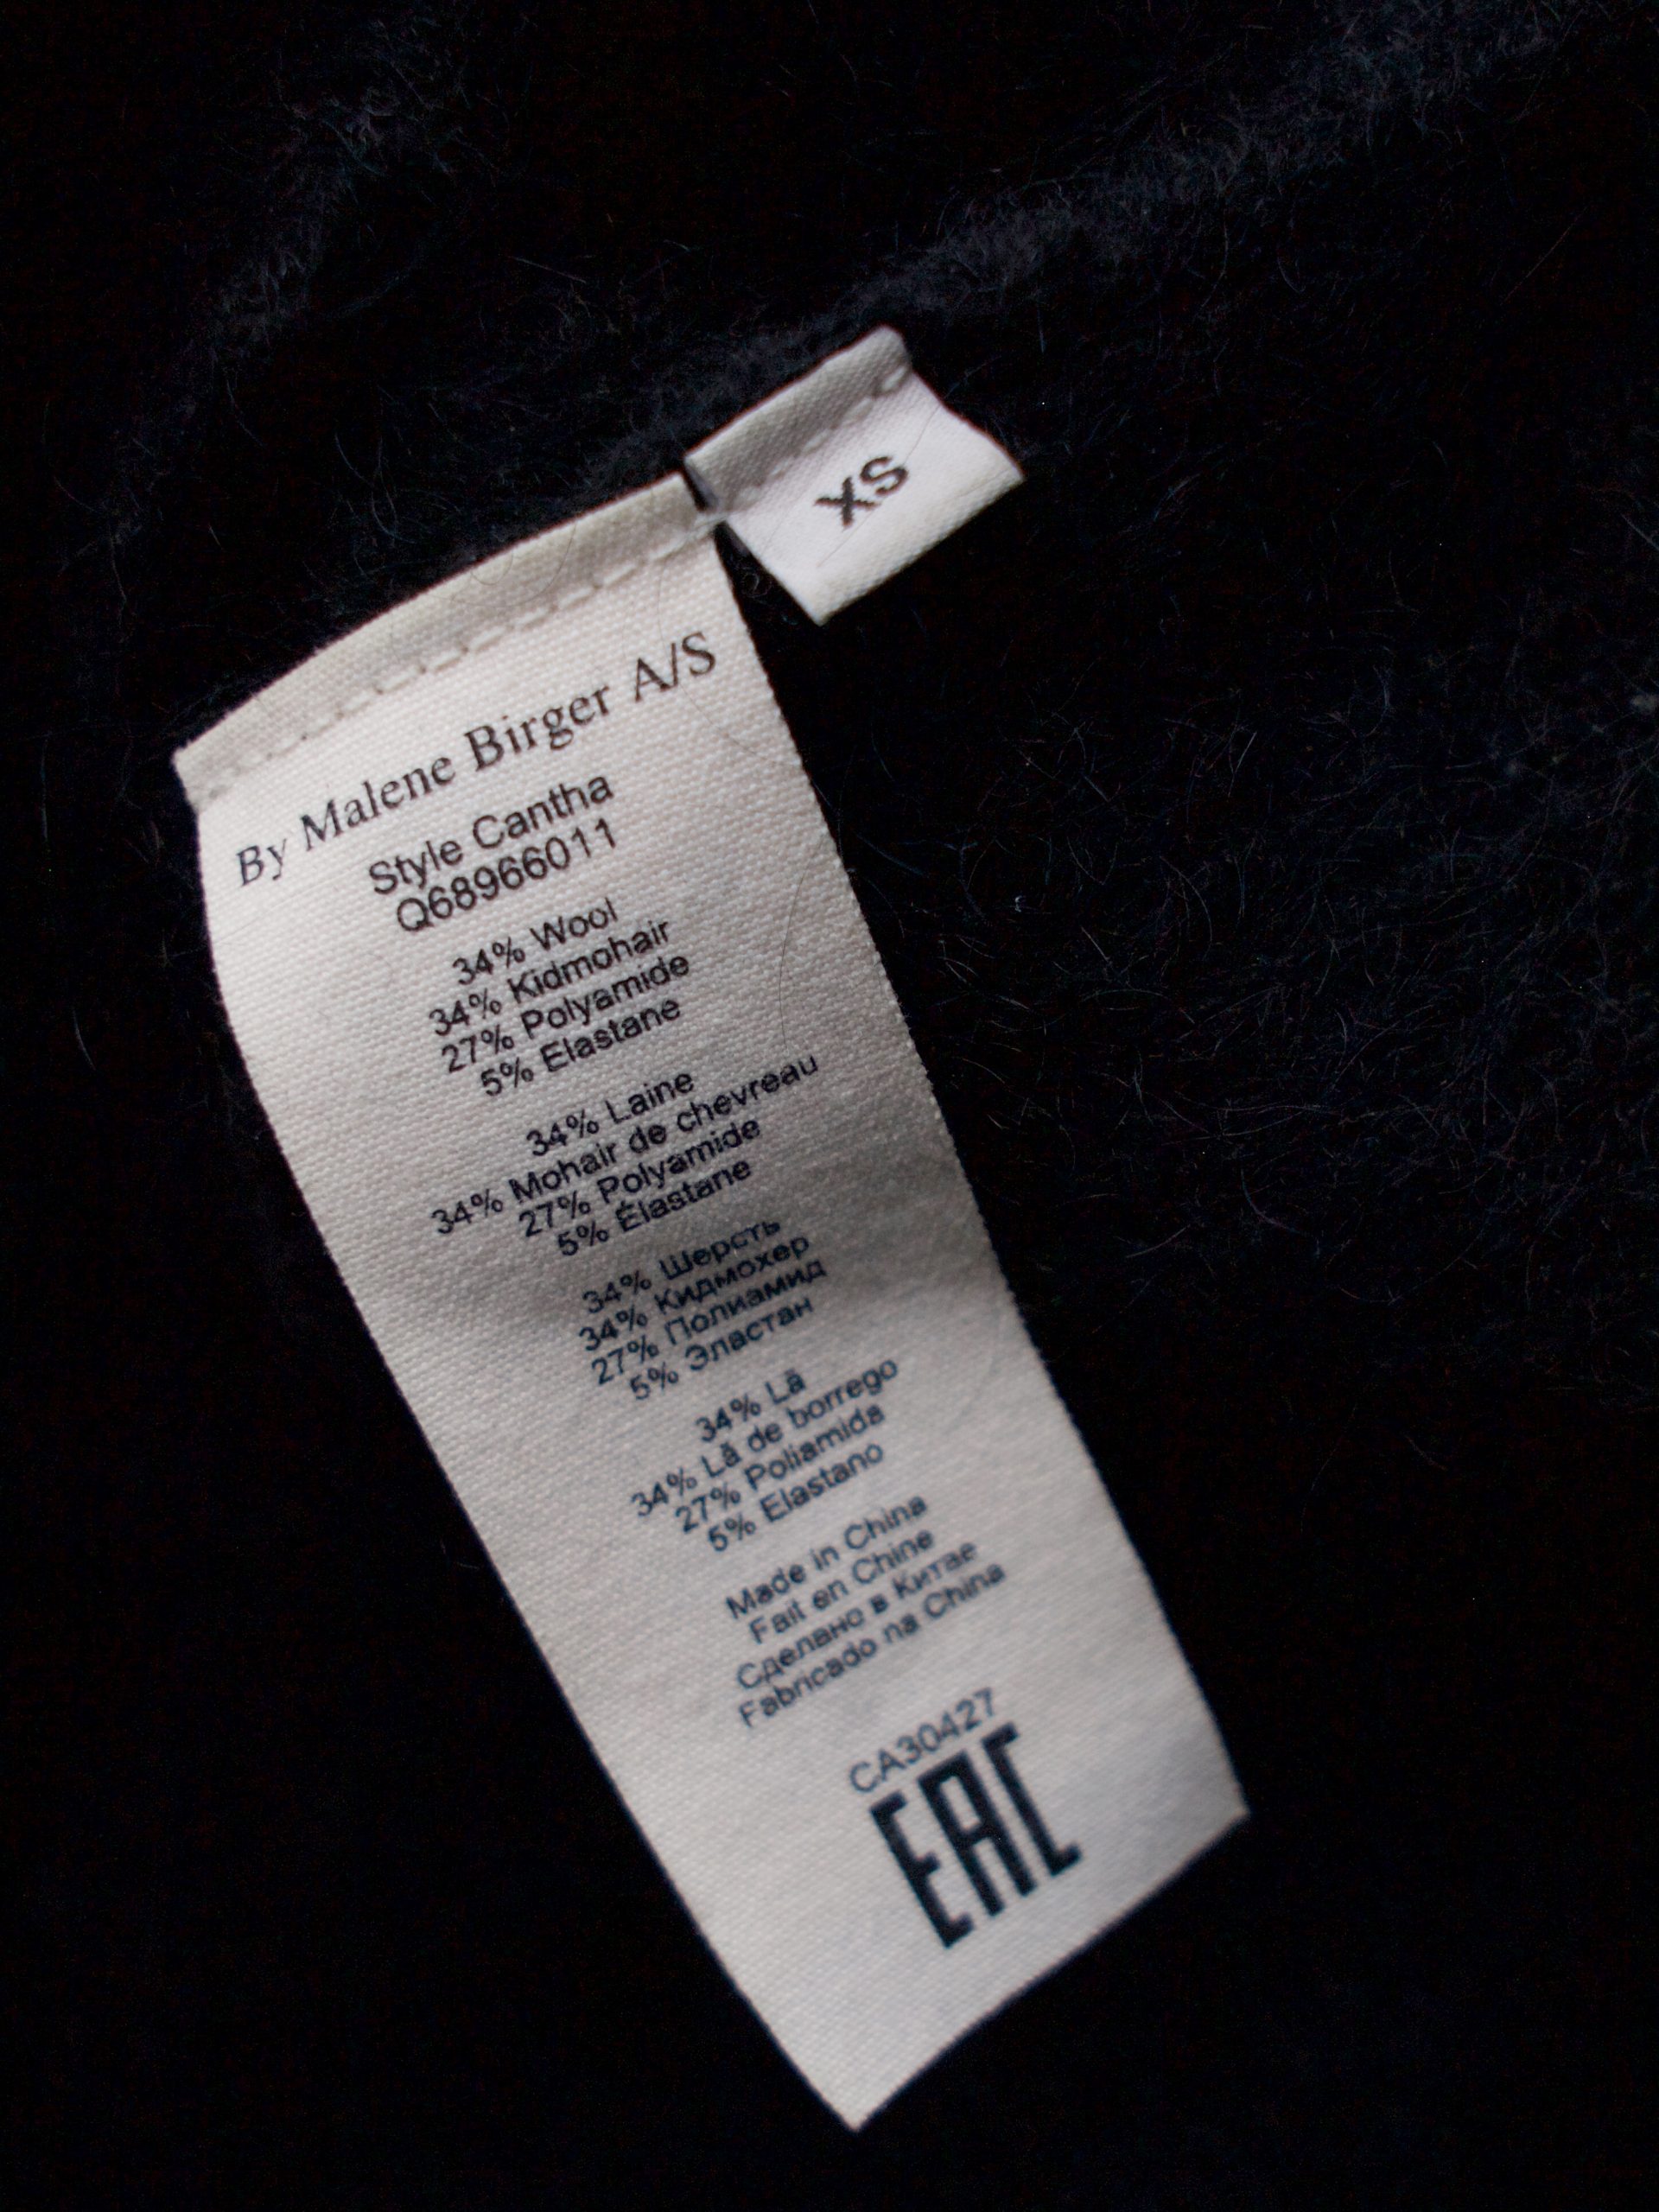 XS
By Malene Birger A/S
Style Cantha
Q68966011
34% Wool
34% Kidmohair
27% Polyamide
5% Elastane
34% Laine
34% Mohair de chevreau
27% Polyamide
5% Élastane
34% Шерсть
34% Кидмохер
27% Полиамид
5% Эластан
34% Lã
34% Lã de borrego
27% Poliamida
5% Elastano
Made in China
Fait en Chine
Сделано в Китае
Fabricado na China
CA30427
EAC